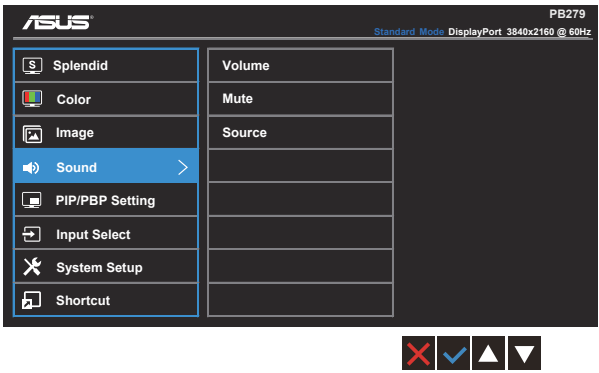 ASUS
PB279
Standard Mode DisplayPort 3840x2160 @ 60Hz
S Splendid
Color
Image
Sound
PIP/PBP Setting
Input Select
System Setup
Shortcut
Volume
Mute
Source